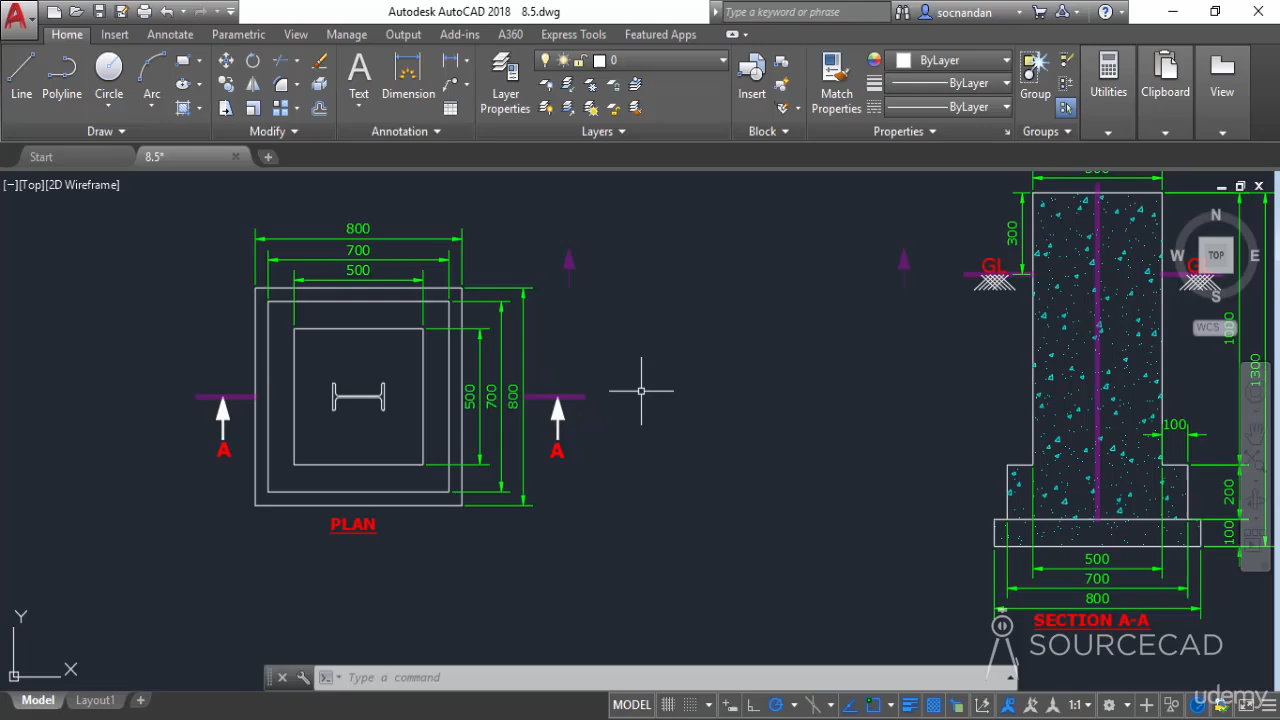 Autodesk AutoCAD 2018 8.5.dwg
Type a keyword or phrase
socnandan
Home Insert Annotate Parametric View Manage Output Add-ins A360 Express Tools Featured Apps
Line Polyline Circle Arc
Text Dimension
Layer Properties
0
Insert
Match Properties
ByLayer
ByLayer
ByLayer
Group
Utilities Clipboard View
Draw Modify Annotation Layers Block Properties Groups
Start 8.5*
[−][Top][2D Wireframe]
800
700
500
500
700
800
A
A
PLAN
300
GL
N
W TOP E
S
WCS
1300
100
200
100
500
700
800
SECTION A-A
SOURCECAD
Y
X
Type a command
Model Layout1
MODEL
1:1
udemy